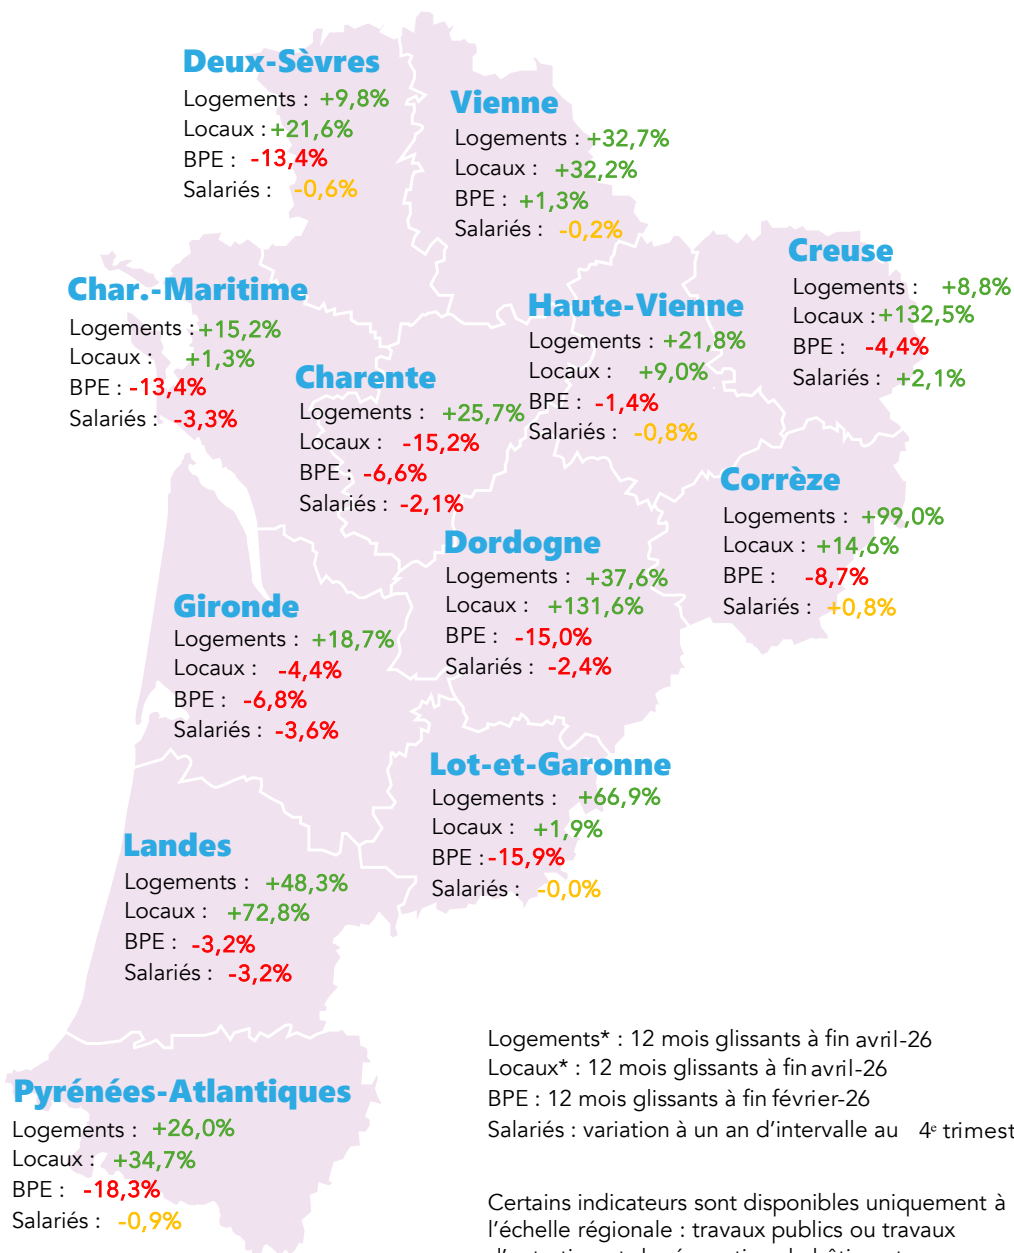 Deux-Sèvres
Logements : +9,8%
Locaux : +21,6%
BPE : -13,4%
Salariés : -0,6%
Vienne
Logements : +32,7%
Locaux : +32,2%
BPE : +1,3%
Salariés : -0,2%
Creuse
Logements : +8,8%
Locaux : +132,5%
BPE : -4,4%
Salariés : +2,1%
Char.-Maritime
Logements : +15,2%
Locaux : +1,3%
BPE : -13,4%
Salariés : -3,3%
Haute-Vienne
Logements : +21,8%
Locaux : +9,0%
BPE : -1,4%
Salariés : -0,8%
Charente
Logements : +25,7%
Locaux : -15,2%
BPE : -6,6%
Salariés : -2,1%
Corrèze
Logements : +99,0%
Locaux : +14,6%
BPE : -8,7%
Salariés : +0,8%
Dordogne
Logements : +37,6%
Locaux : +131,6%
BPE : -15,0%
Salariés : -2,4%
Gironde
Logements : +18,7%
Locaux : -4,4%
BPE : -6,8%
Salariés : -3,6%
Lot-et-Garonne
Logements : +66,9%
Locaux : +1,9%
BPE : -15,9%
Salariés : -0,0%
Landes
Logements : +48,3%
Locaux : +72,8%
BPE : -3,2%
Salariés : -3,2%
Pyrénées-Atlantiques
Logements : +26,0%
Locaux : +34,7%
BPE : -18,3%
Salariés : -0,9%
Logements* : 12 mois glissants à fin avril-26
Locaux* : 12 mois glissants à fin avril-26
BPE : 12 mois glissants à fin février-26
Salariés : variation à un an d'intervalle au 4e trimest
Certains indicateurs sont disponibles uniquement à
l'échelle régionale : travaux publics ou travaux